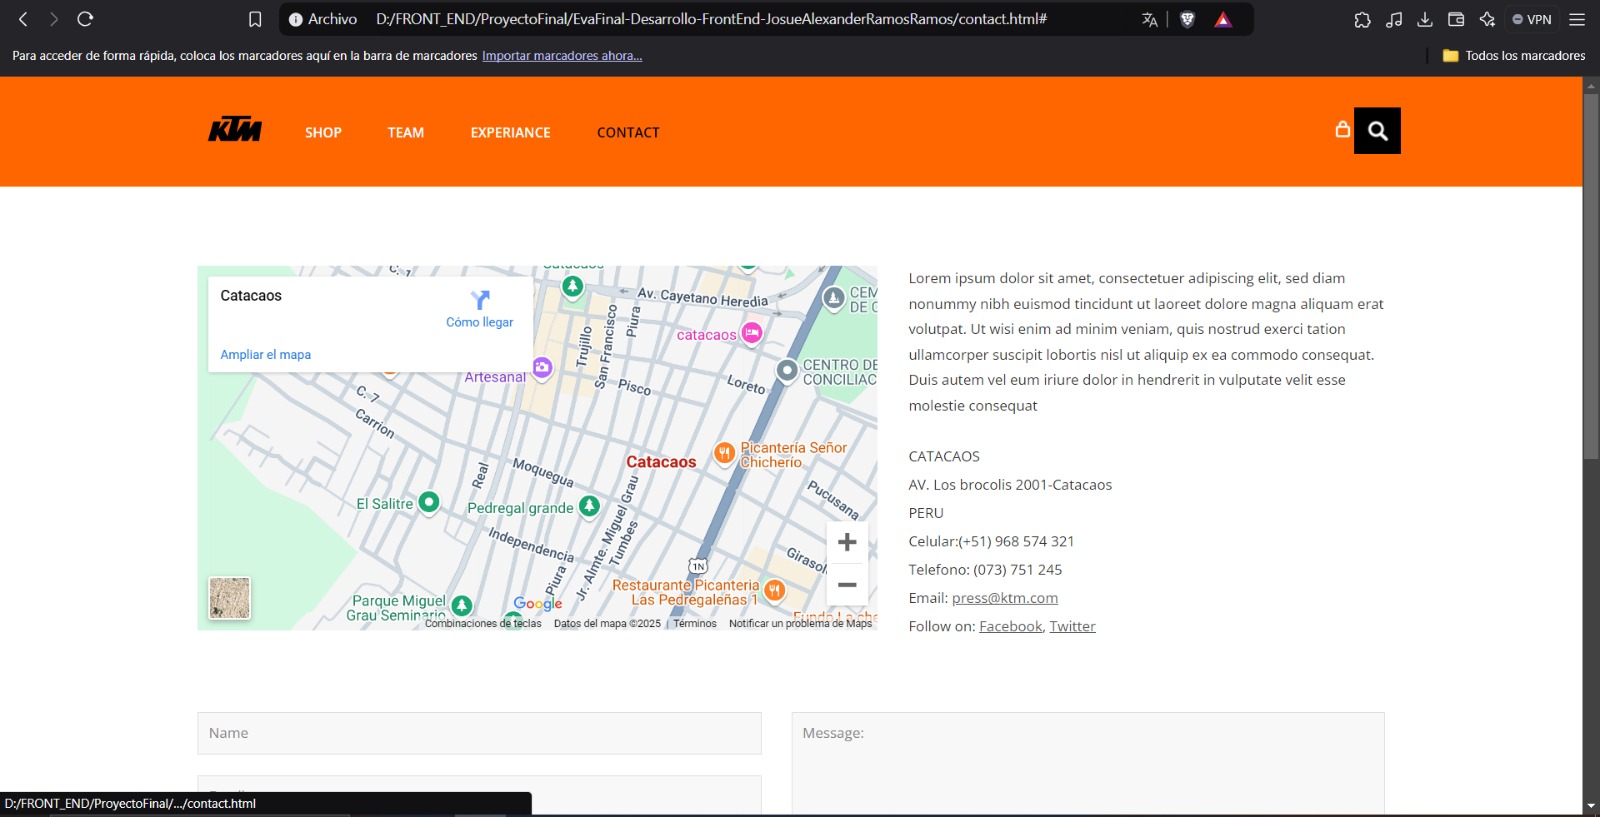 Archivo D:/FRONT_END/ProyectoFinal/EvaFinal-Desarrollo-FrontEnd-JosueAlexanderRamosRamos/contact.html# VPN
Para acceder de forma rápida, coloca los marcadores aquí en la barra de marcadores Importar marcadores ahora... Todos los marcadores
KTM SHOP TEAM EXPERIANCE CONTACT
Catacaos
Cómo llegar
Ampliar el mapa
C. 7
Carrion
Real
Trujillo
San Francisco
Piura
Av. Cayetano Heredia
catacaos
CENTRO DE
CONCILIAC
Artesanal
Pisco
Loreto
Picantería Señor
Chicherio
Catacaos
Moquegua
El Salitre
Pedregal grande
Independencia
Jr. Almte. Miguel Grau
Tumbes
Piura
Pucusana
1N
Restaurante Picanteria
Las Pedregaleñas 1
Parque Miguel
Grau Seminario
Google
Combinaciones de teclas Datos del mapa ©2025 Términos Notificar un problema de Maps
Lorem ipsum dolor sit amet, consectetuer adipiscing elit, sed diam
nonummy nibh euismod tincidunt ut laoreet dolore magna aliquam erat
volutpat. Ut wisi enim ad minim veniam, quis nostrud exerci tation
ullamcorper suscipit lobortis nisl ut aliquip ex ea commodo consequat.
Duis autem vel eum iriure dolor in hendrerit in vulputate velit esse
molestie consequat
CATACAOS
AV. Los brocolis 2001-Catacaos
PERU
Celular:(+51) 968 574 321
Telefono: (073) 751 245
Email: press@ktm.com
Follow on: Facebook, Twitter
Name
Message:
D:/FRONT_END/ProyectoFinal/.../contact.html